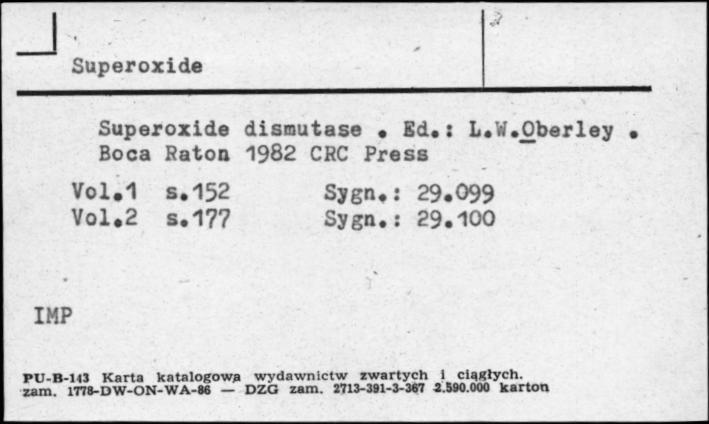 Superoxide
Superoxide dismutase . Ed.: L.W.Oberley .
Boca Raton 1982 CRC Press
Vol.1 s.152 Sygn.: 29.099
Vol.2 s.177 Sygn.: 29.100
IMP
PU-B-143 Karta katalogowa wydawnictw zwartych i ciągłych.
zam. 1778-DW-ON-WA-86 — DZG zam. 2713-391-3-367 2.590.000 karton